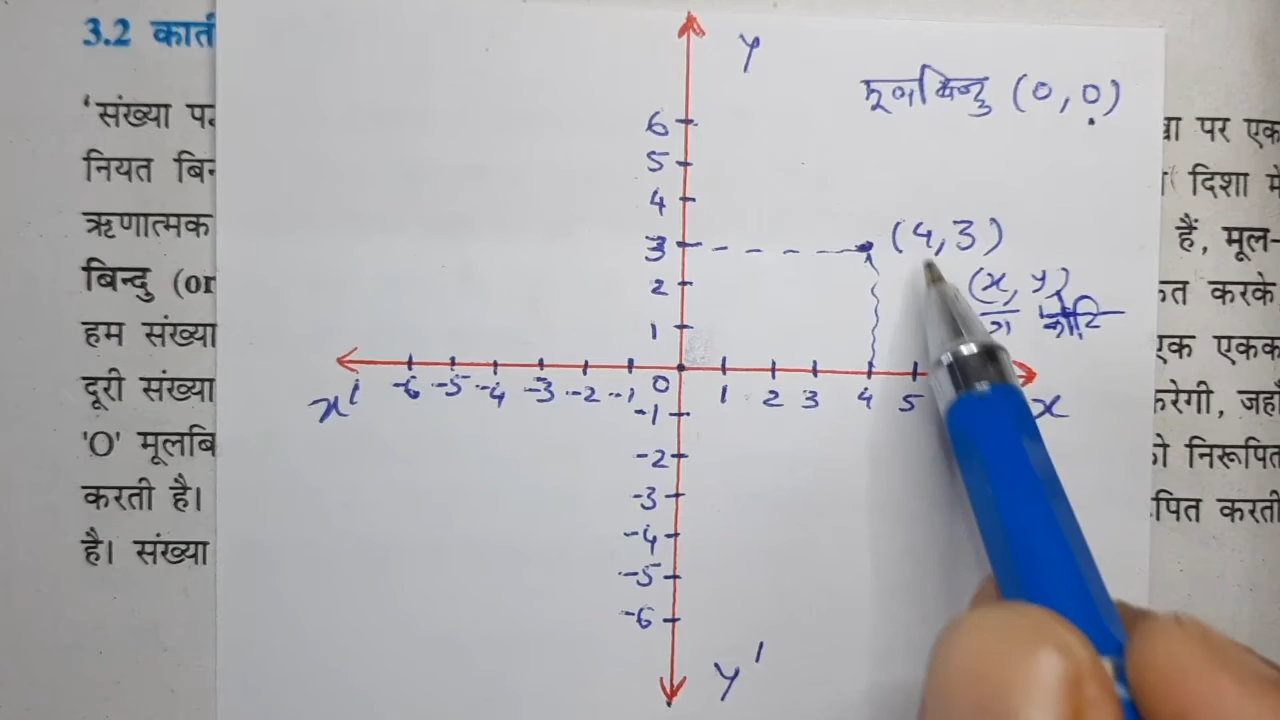 3.2
'संख्या
नियत
ऋणात्मक
बिन्दु
हम संख्या
दूरी संख्या
'O'
करती है।
है। संख्या
y
मूलबिन्दु (0,0)
6
5
4
3
2
1
(4,3)
(x, y)
कोटि
x' -6 -5 -4 -3 -2 -1 0 1 2 3 4 5 x
-1
-2
-3
-4
-5
-6
y'
पर एक
दिशा में
हैं, मूल-
करके
एक एकक
करेगी, जहाँ
निरूपित
करती